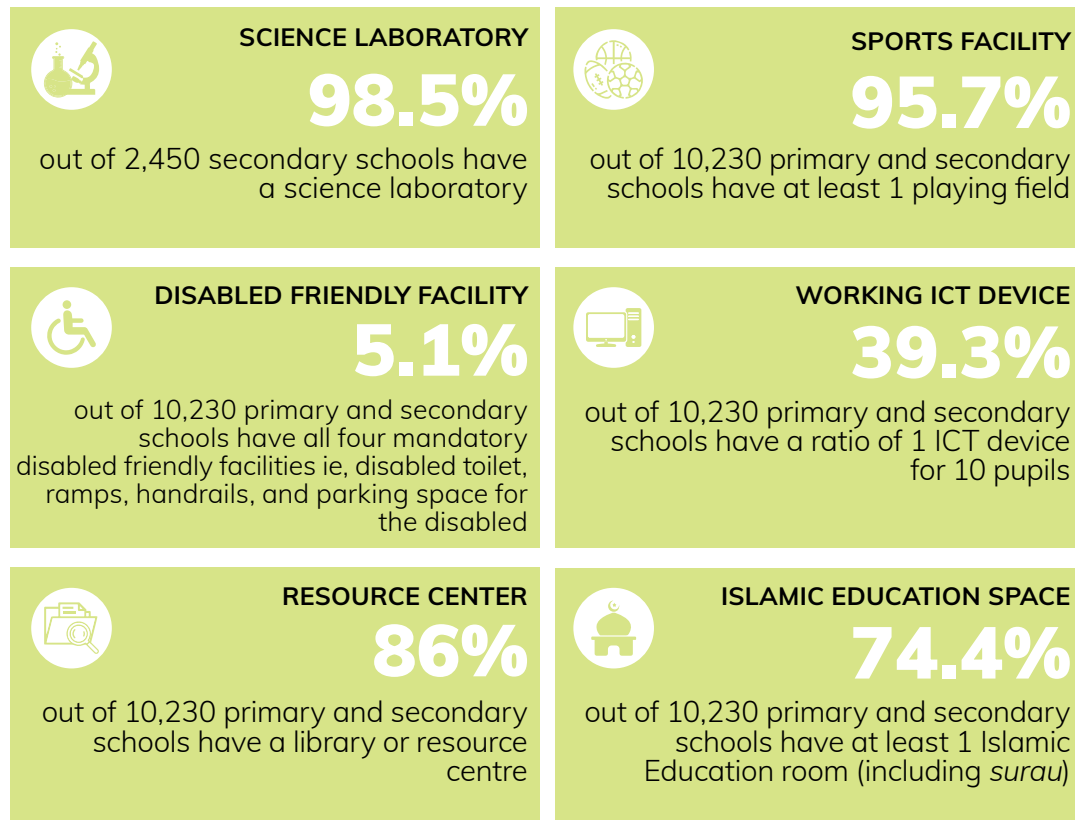 SCIENCE LABORATORY
98.5%
out of 2,450 secondary schools have
a science laboratory
SPORTS FACILITY
95.7%
out of 10,230 primary and secondary
schools have at least 1 playing field
DISABLED FRIENDLY FACILITY
5.1%
out of 10,230 primary and secondary
schools have all four mandatory
disabled friendly facilities ie, disabled toilet,
ramps, handrails, and parking space for
the disabled
WORKING ICT DEVICE
39.3%
out of 10,230 primary and secondary
schools have a ratio of 1 ICT device
for 10 pupils
RESOURCE CENTER
86%
out of 10,230 primary and secondary
schools have a library or resource
centre
ISLAMIC EDUCATION SPACE
74.4%
out of 10,230 primary and secondary
schools have at least 1 Islamic
Education room (including surau)